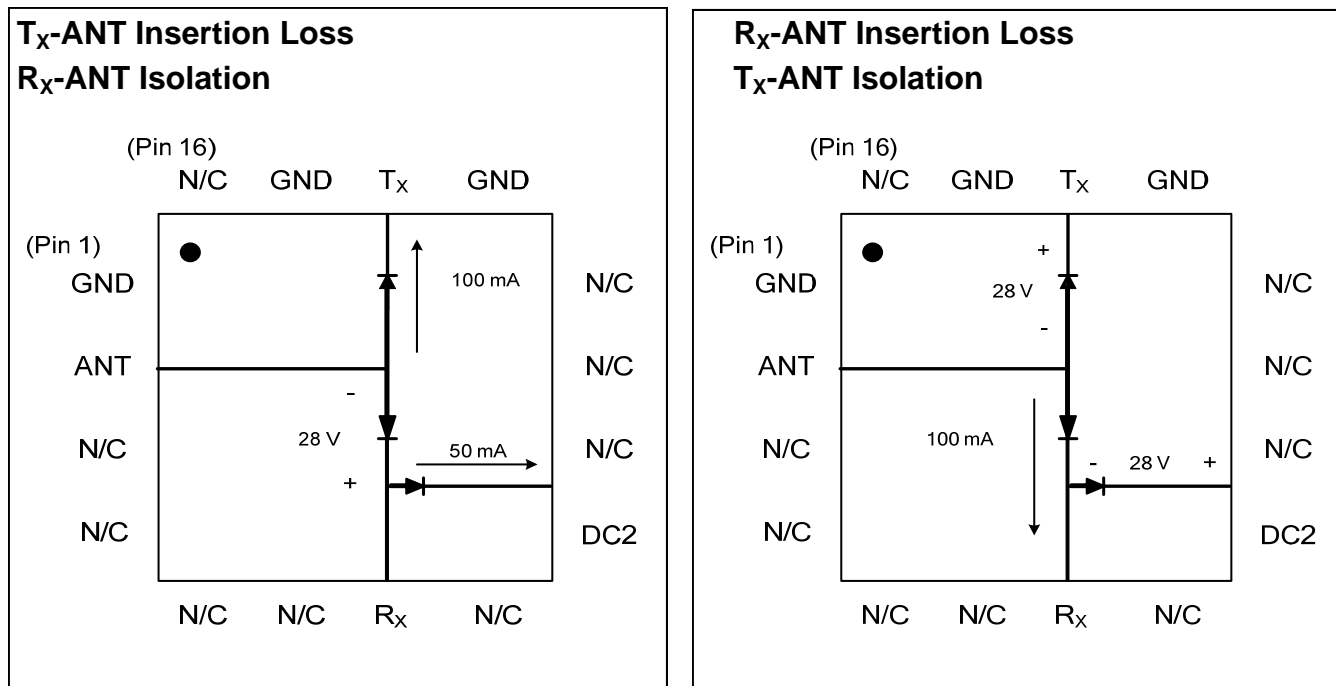 TX-ANT Insertion Loss
RX-ANT Isolation
(Pin 16)
N/C GND TX GND
(Pin 1)
GND
100 mA
N/C
ANT
N/C
-
N/C
28 V
50 mA
N/C
+
N/C
DC2
N/C N/C RX N/C
RX-ANT Insertion Loss
TX-ANT Isolation
(Pin 16)
N/C GND TX GND
(Pin 1)
+
GND
28 V
N/C
-
ANT
N/C
N/C
100 mA
N/C
- 28 V +
N/C
DC2
N/C N/C RX N/C